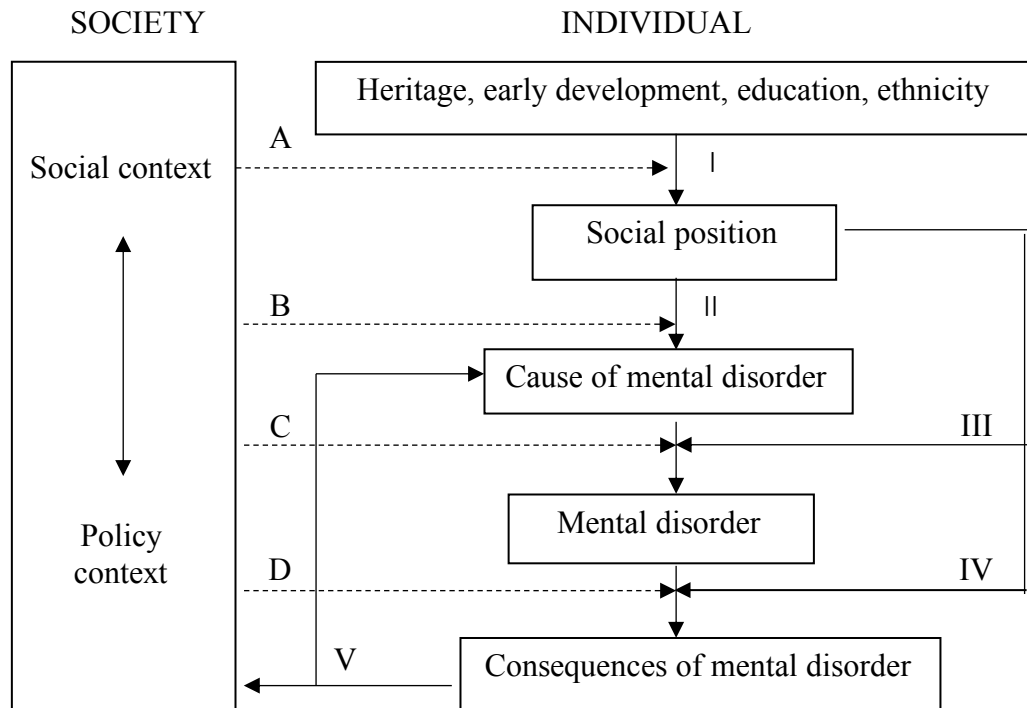 SOCIETY
INDIVIDUAL
Heritage, early development, education, ethnicity
A
I
Social context
Social position
B
II
Cause of mental disorder
C
III
Mental disorder
Policy
context
D
IV
V
Consequences of mental disorder